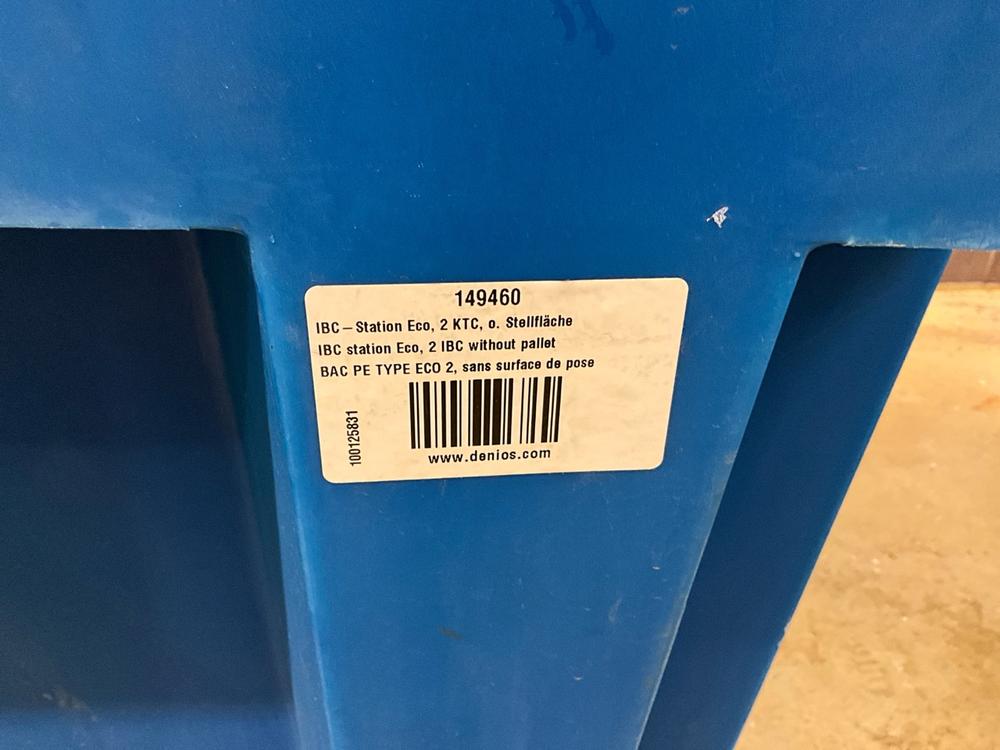 149460
IBC–Station Eco, 2 KTC, o. Stellfläche
IBC station Eco, 2 IBC without pallet
BAC PE TYPE ECO 2, sans surface de pose
100125831
www.denios.com